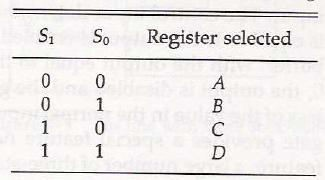 S1 S0 Register selected
0 0 A
0 1 B
1 0 C
1 1 D